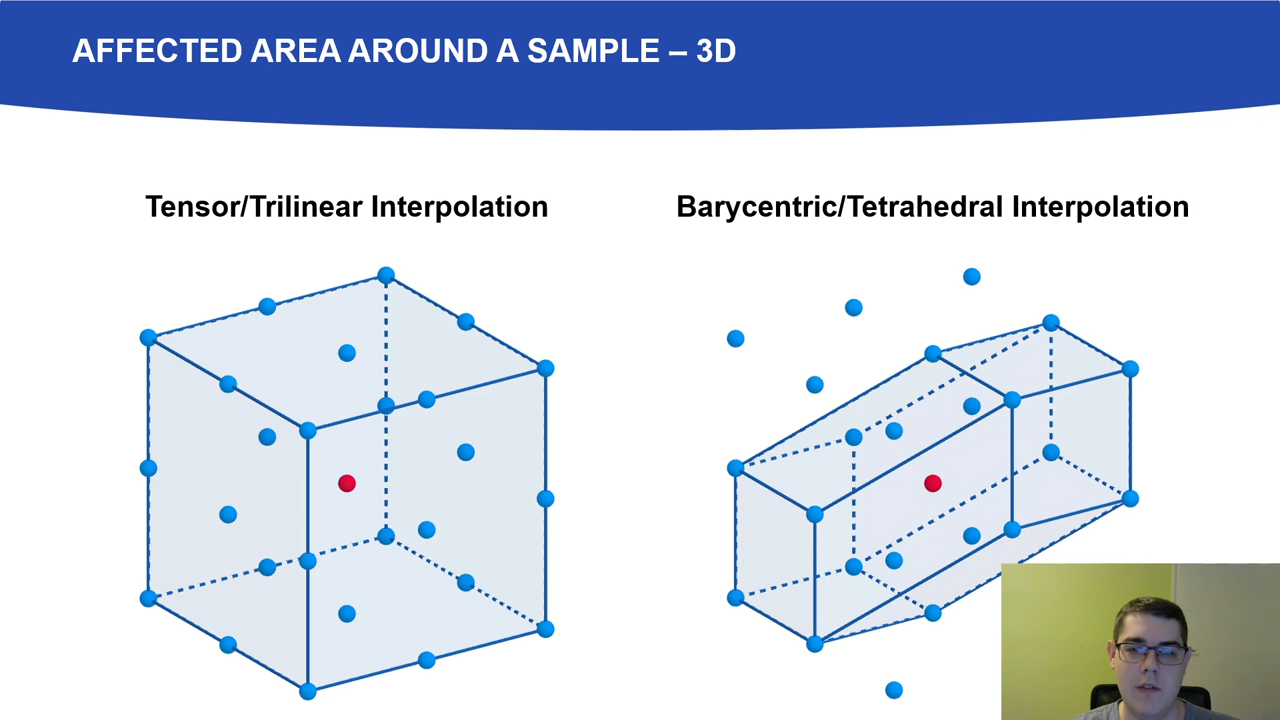 AFFECTED AREA AROUND A SAMPLE – 3D
Tensor/Trilinear Interpolation
Barycentric/Tetrahedral Interpolation